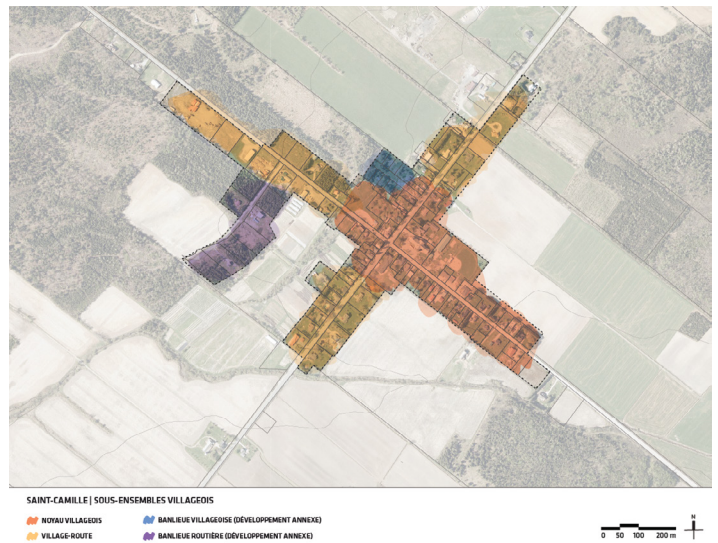 SAINT-CAMILLE | SOUS-ENSEMBLES VILLAGEOIS
NOYAU VILLAGEOIS
BANLIEUE VILLAGEOISE (DÉVELOPPEMENT ANNEXE)
VILLAGE-ROUTE
BANLIEUE ROUTIÈRE (DÉVELOPPEMENT ANNEXE)
0 50 100 200 m
N